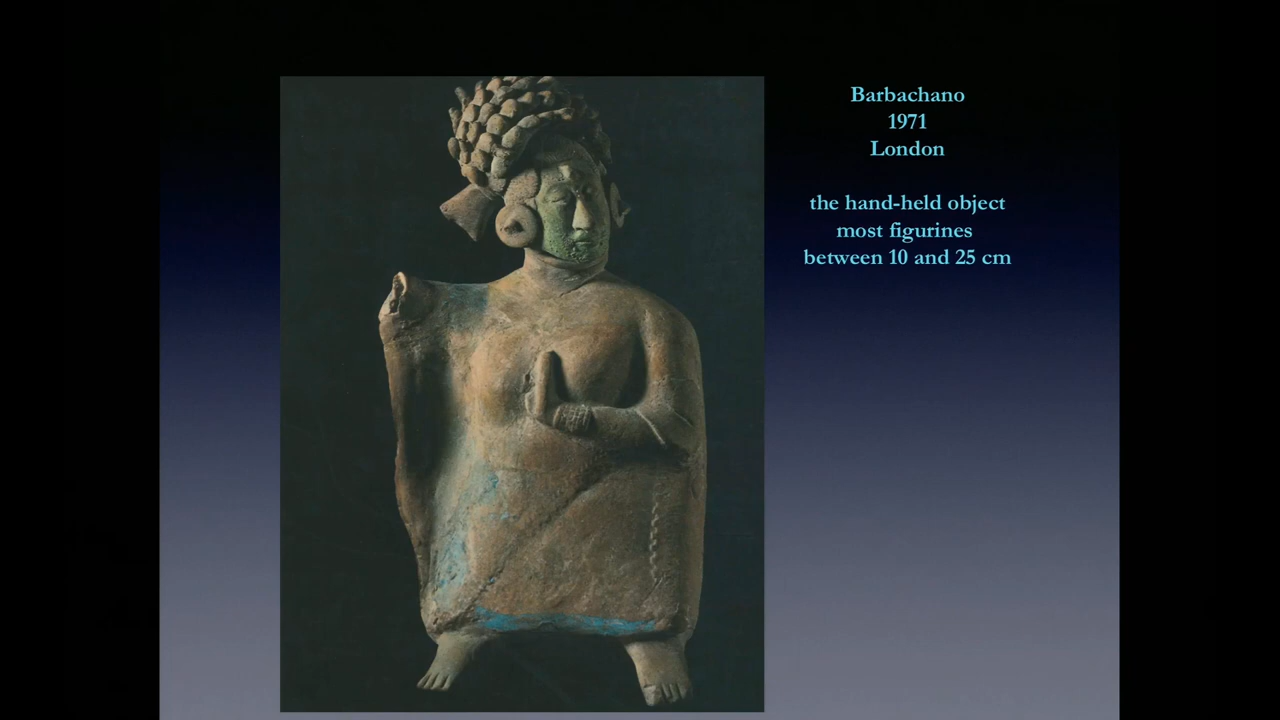 Barbachano
1971
London
the hand-held object
most figurines
between 10 and 25 cm